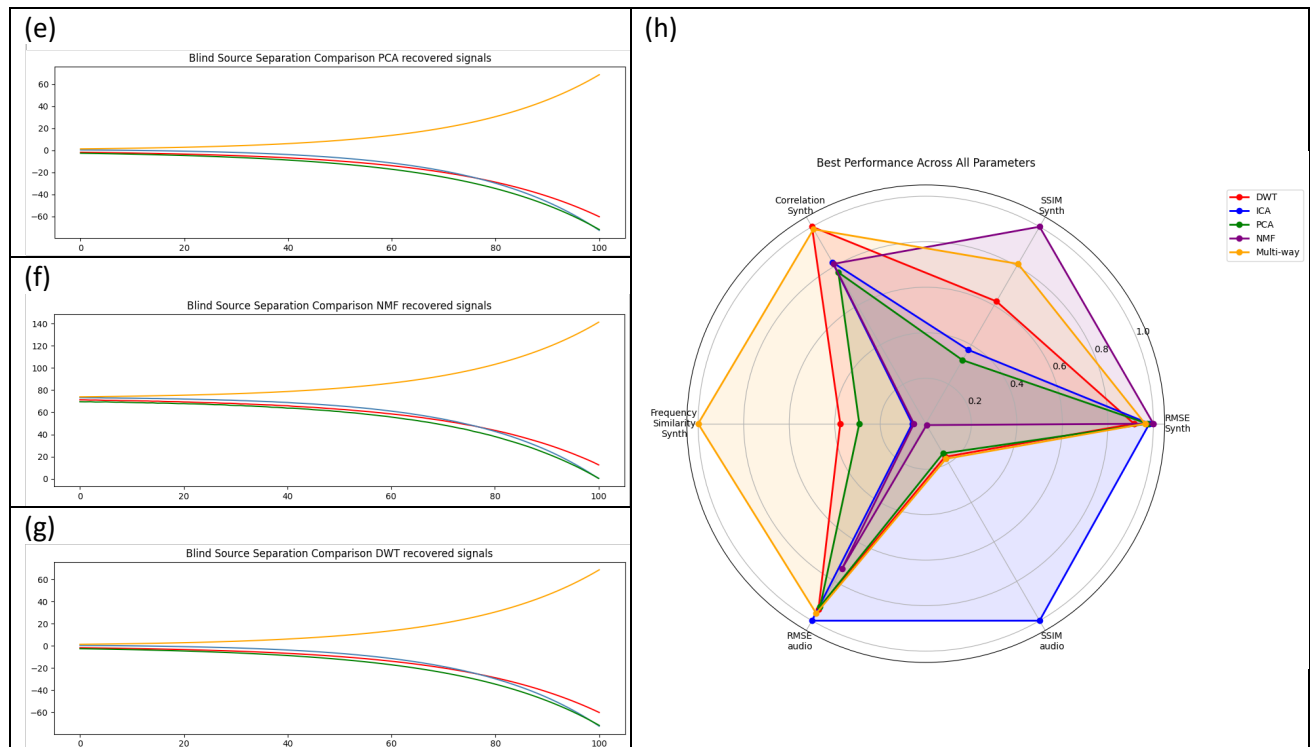 (e)
Blind Source Separation Comparison PCA recovered signals
60
40
20
0
−20
−40
−60
0 20 40 60 80 100
(f)
Blind Source Separation Comparison NMF recovered signals
140
120
100
80
60
40
20
0
0 20 40 60 80 100
(g)
Blind Source Separation Comparison DWT recovered signals
60
40
20
0
−20
−40
−60
0 20 40 60 80 100
(h)
Best Performance Across All Parameters
Correlation
Synth
SSIM
Synth
DWT
ICA
PCA
NMF
Multi-way
1.0
0.8
0.6
0.4
0.2
Frequency
Similarity
Synth
RMSE
Synth
RMSE
audio
SSIM
audio